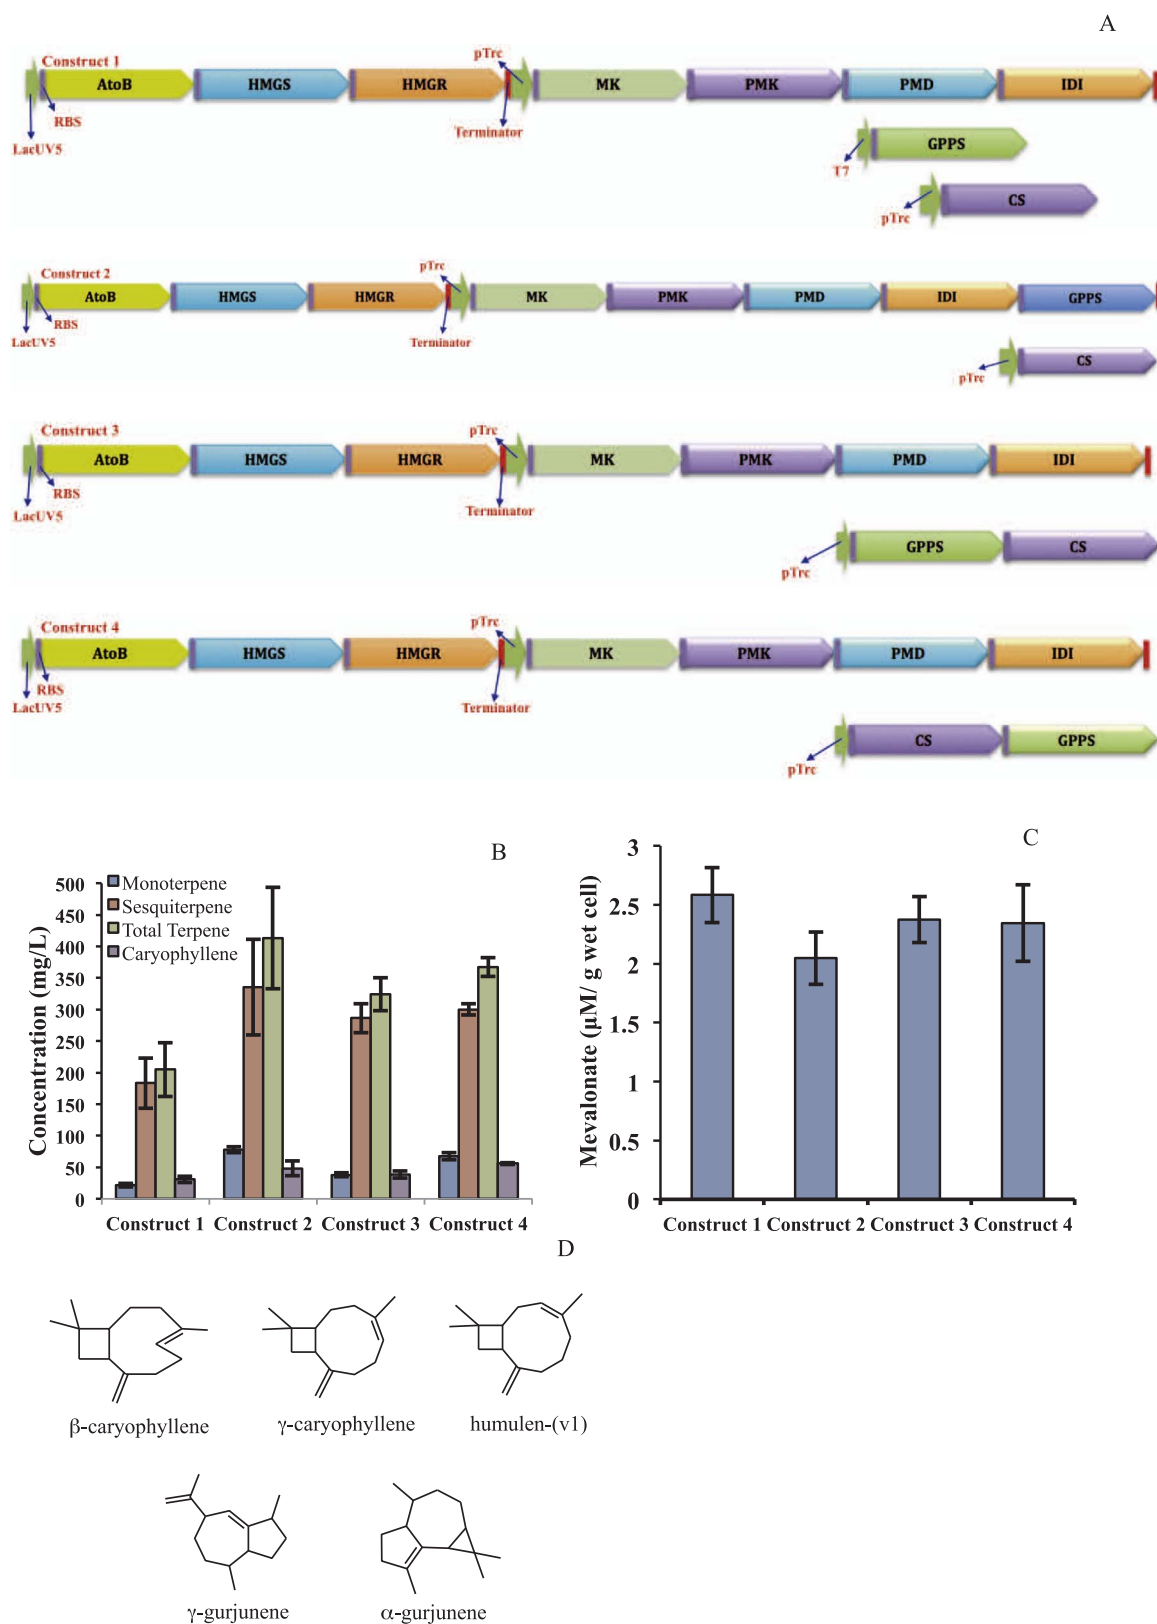 A
Construct 1
pTrc
AtoB
HMGS
HMGR
MK
PMK
PMD
IDI
RBS
Terminator
LacUV5
GPPS
T7
CS
pTrc
Construct 2
pTrc
AtoB
HMGS
HMGR
MK
PMK
PMD
IDI
GPPS
RBS
LacUV5
Terminator
CS
pTrc
Construct 3
pTrc
AtoB
HMGS
HMGR
MK
PMK
PMD
IDI
RBS
LacUV5
Terminator
GPPS
CS
pTrc
Construct 4
pTrc
AtoB
HMGS
HMGR
MK
PMK
PMD
IDI
RBS
LacUV5
Terminator
CS
GPPS
pTrc
B
Concentration (mg/L)
500
450
400
350
300
250
200
150
100
50
0
Monoterpene
Sesquiterpene
Total Terpene
Caryophyllene
Construct 1 Construct 2 Construct 3 Construct 4
C
Mevalonate (µM/ g wet cell)
3
2.5
2
1.5
1
0.5
0
Construct 1 Construct 2 Construct 3 Construct 4
D
β-caryophyllene
γ-caryophyllene
humulen-(v1)
γ-gurjunene
α-gurjunene